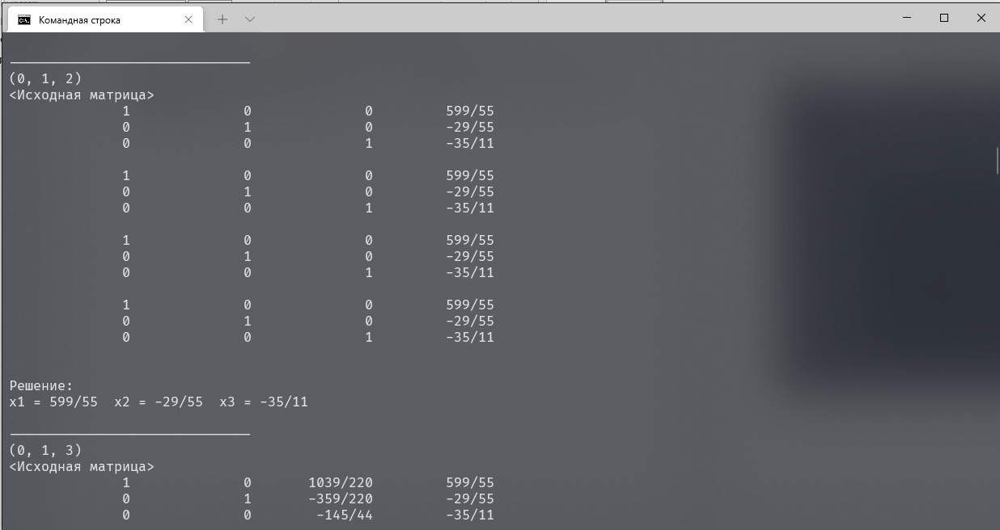 Командная строка
(0, 1, 2)
<Исходная матрица>
1 0 0 599/55
0 1 0 -29/55
0 0 1 -35/11
1 0 0 599/55
0 1 0 -29/55
0 0 1 -35/11
1 0 0 599/55
0 1 0 -29/55
0 0 1 -35/11
1 0 0 599/55
0 1 0 -29/55
0 0 1 -35/11
Решение:
x1 = 599/55 x2 = -29/55 x3 = -35/11
(0, 1, 3)
<Исходная матрица>
1 0 1039/220 599/55
0 1 -359/220 -29/55
0 0 -145/44 -35/11